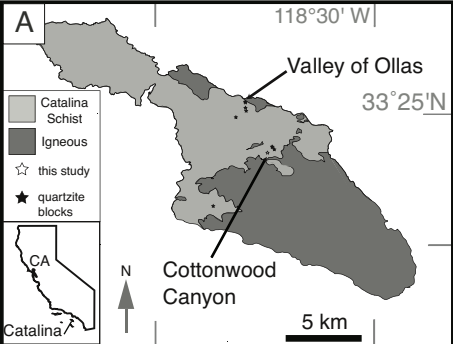 A
118°30' W
Valley of Ollas
33°25'N
Catalina
Schist
Igneous
this study
quartzite
blocks
CA
Catalina
N
Cottonwood
Canyon
5 km